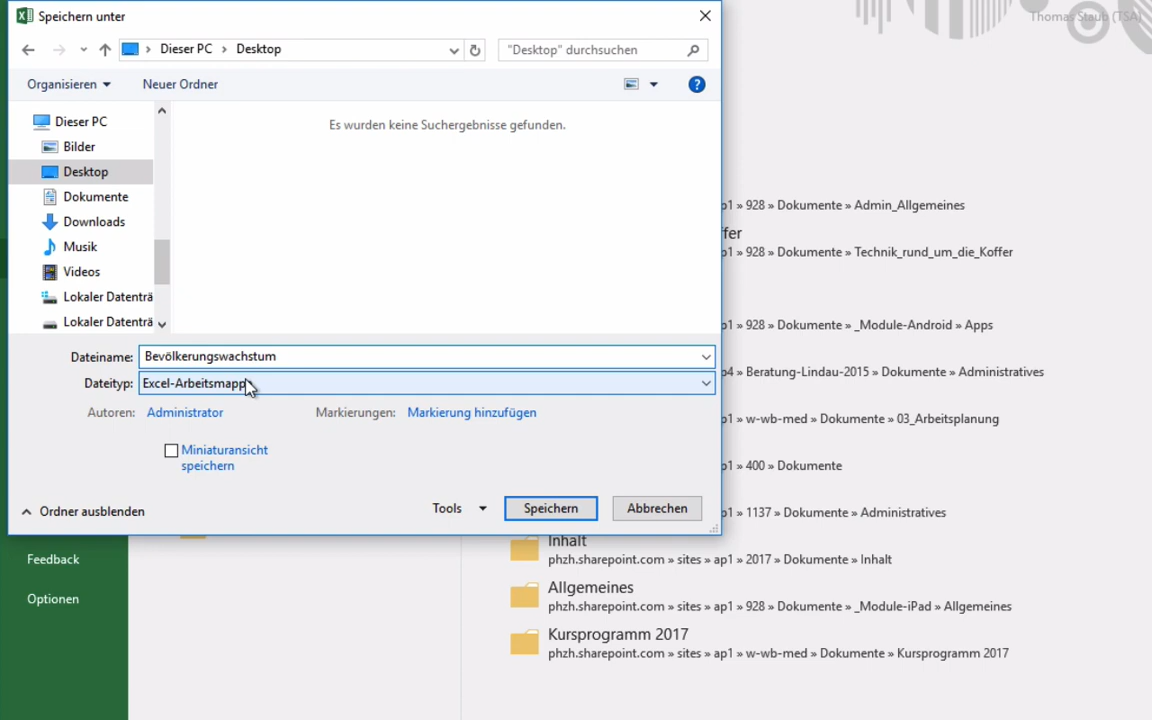 Speichern unter
Thomas Staub (TSA)
Dieser PC
Desktop
"Desktop" durchsuchen
Organisieren
Neuer Ordner
?
Dieser PC
Bilder
Desktop
Dokumente
Downloads
Musik
Videos
Lokaler Datenträ
Lokaler Datenträ
Es wurden keine Suchergebnisse gefunden.
Dateiname: Bevölkerungswachstum
Dateityp: Excel-Arbeitsmapp
Autoren: Administrator
Markierungen: Markierung hinzufügen
Miniaturansicht
speichern
Ordner ausblenden
Tools
Speichern
Abbrechen
Feedback
Optionen
p1 » 928 » Dokumente » Admin_Allgemeines
ffer
p1 » 928 » Dokumente » Technik_rund_um_die_Koffer
p1 » 928 » Dokumente » _Module-Android » Apps
p4 » Beratung-Lindau-2015 » Dokumente » Administratives
p1 » w-wb-med » Dokumente » 03_Arbeitsplanung
p1 » 400 » Dokumente
p1 » 1137 » Dokumente » Administratives
Inhalt
phzh.sharepoint.com » sites » ap1 » 2017 » Dokumente » Inhalt
Allgemeines
phzh.sharepoint.com » sites » ap1 » 928 » Dokumente » _Module-iPad » Allgemeines
Kursprogramm 2017
phzh.sharepoint.com » sites » ap1 » w-wb-med » Dokumente » Kursprogramm 2017